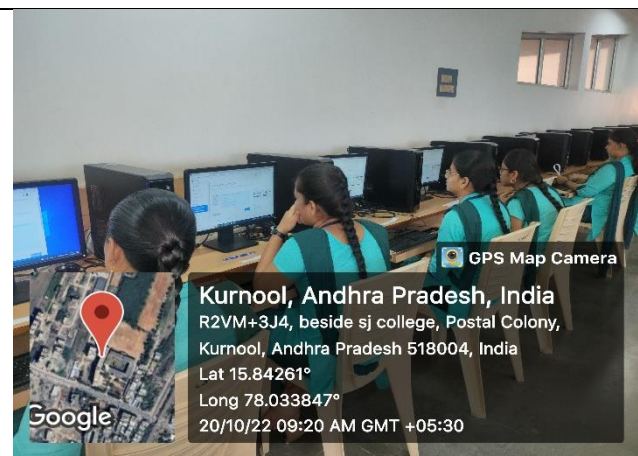 GPS Map Camera
Kurnool, Andhra Pradesh, India
R2VM+3J4, beside sj college, Postal Colony,
Kurnool, Andhra Pradesh 518004, India
Lat 15.84261°
Long 78.033847°
20/10/22 09:20 AM GMT +05:30
Google